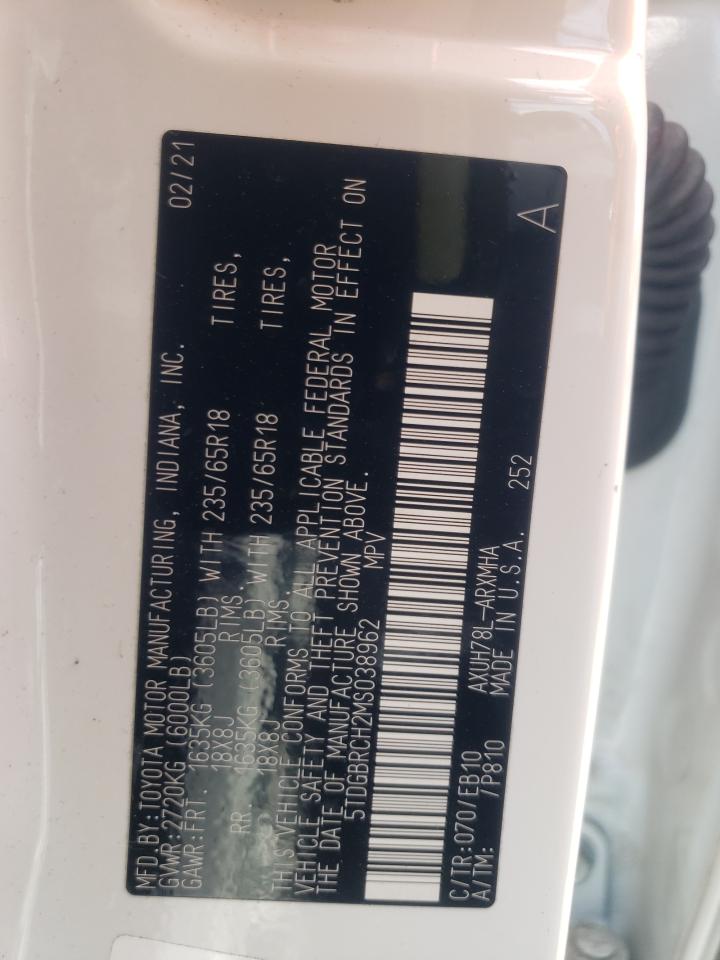 MFD.BY:TOYOTA MOTOR MANUFACTURING, INDIANA, INC. 02/21
GVWR:2720KG (6000LB)
GAWR:FRT. 1635KG (3605LB) WITH 235/65R18 TIRES,
18X8J RIMS.
RR. 1635KG (3605LB) WITH 235/65R18 TIRES,
18X8J RIMS.
THIS VEHICLE CONFORMS TO ALL APPLICABLE FEDERAL MOTOR
VEHICLE SAFETY AND THEFT PREVENTION STANDARDS IN EFFECT ON
THE DATE OF MANUFACTURE SHOWN ABOVE.
5TDGBRCH2MS038962 MPV
C/TR:070/EB10 AXUH78L-ARXMHA 252
A/TM: /P810 MADE IN U.S.A. A